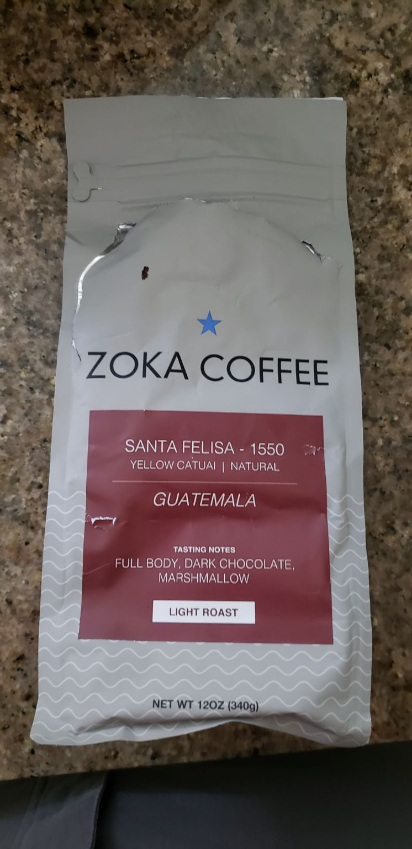 ZOKA COFFEE
SANTA FELISA - 1550
YELLOW CATUAI | NATURAL
GUATEMALA
TASTING NOTES
FULL BODY, DARK CHOCOLATE,
MARSHMALLOW
LIGHT ROAST
NET WT 12OZ (340g)